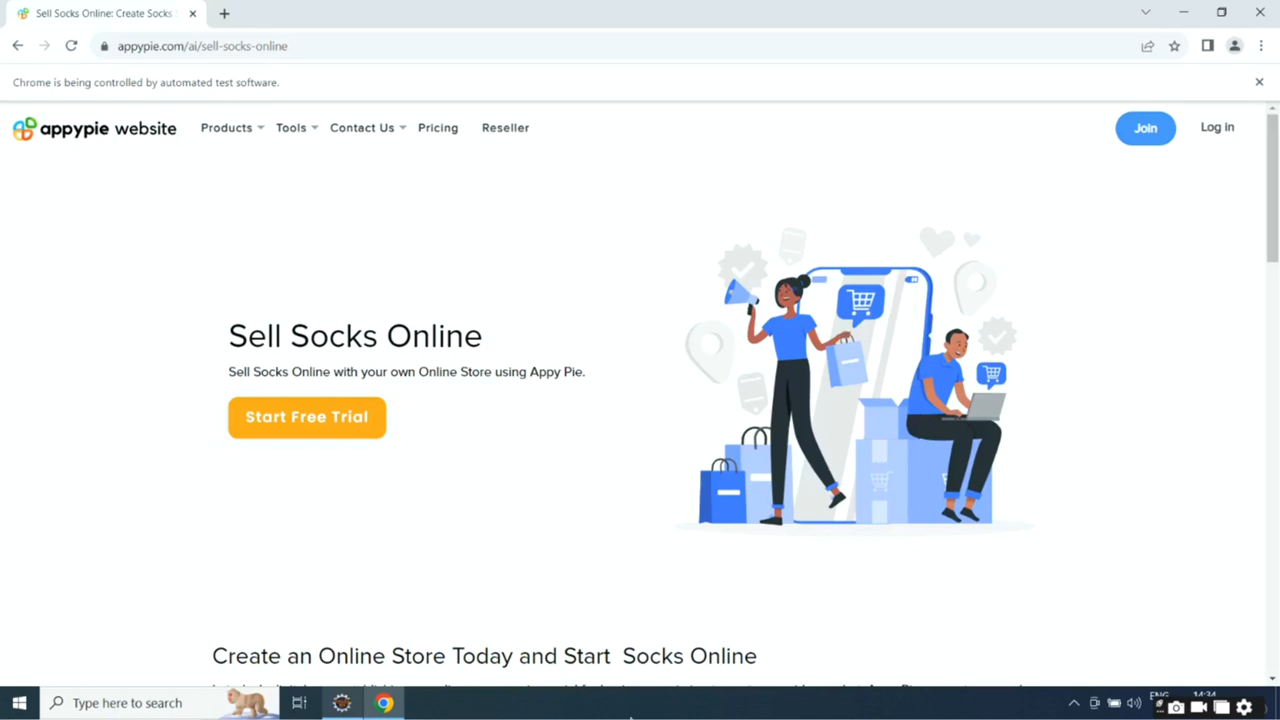 Sell Socks Online: Create Socks
appypie.com/ai/sell-socks-online
Chrome is being controlled by automated test software.
appypie website Products Tools Contact Us Pricing Reseller Join Log in
Sell Socks Online
Sell Socks Online with your own Online Store using Appy Pie.
Start Free Trial
Create an Online Store Today and Start Socks Online
Type here to search
ENG 14:34